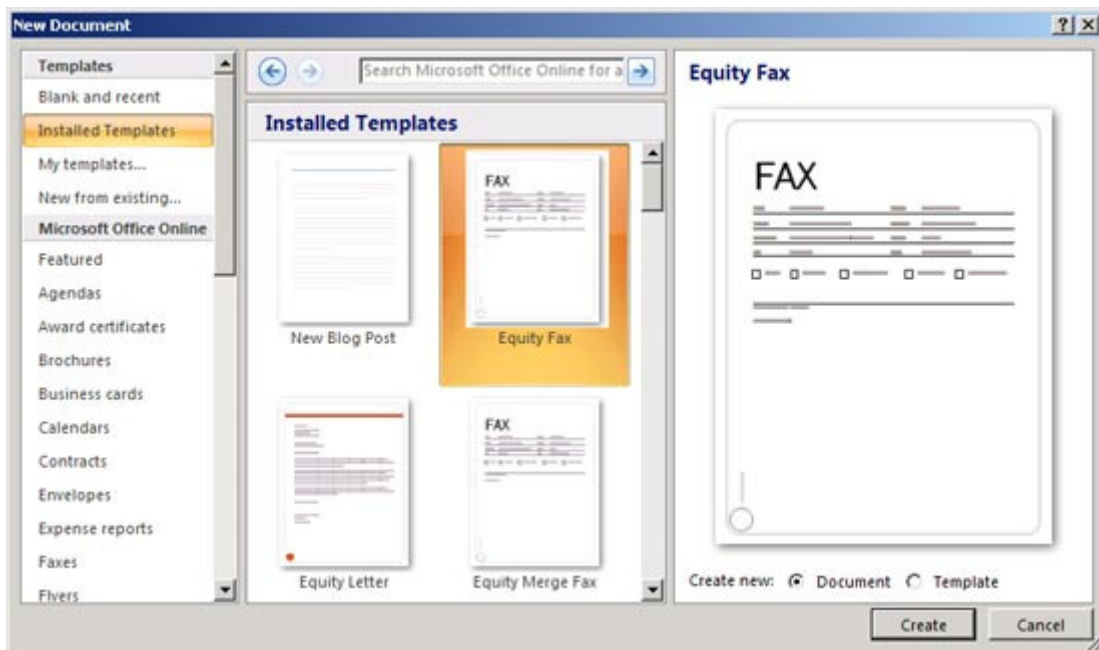 New Document
Templates
Blank and recent
Installed Templates
My templates...
New from existing...
Microsoft Office Online
Featured
Agendas
Award certificates
Brochures
Business cards
Calendars
Contracts
Envelopes
Expense reports
Faxes
Flyers
Search Microsoft Office Online for a
Installed Templates
New Blog Post
FAX
Equity Fax
Equity Letter
FAX
Equity Merge Fax
Equity Fax
FAX
Create new: Document Template
Create Cancel